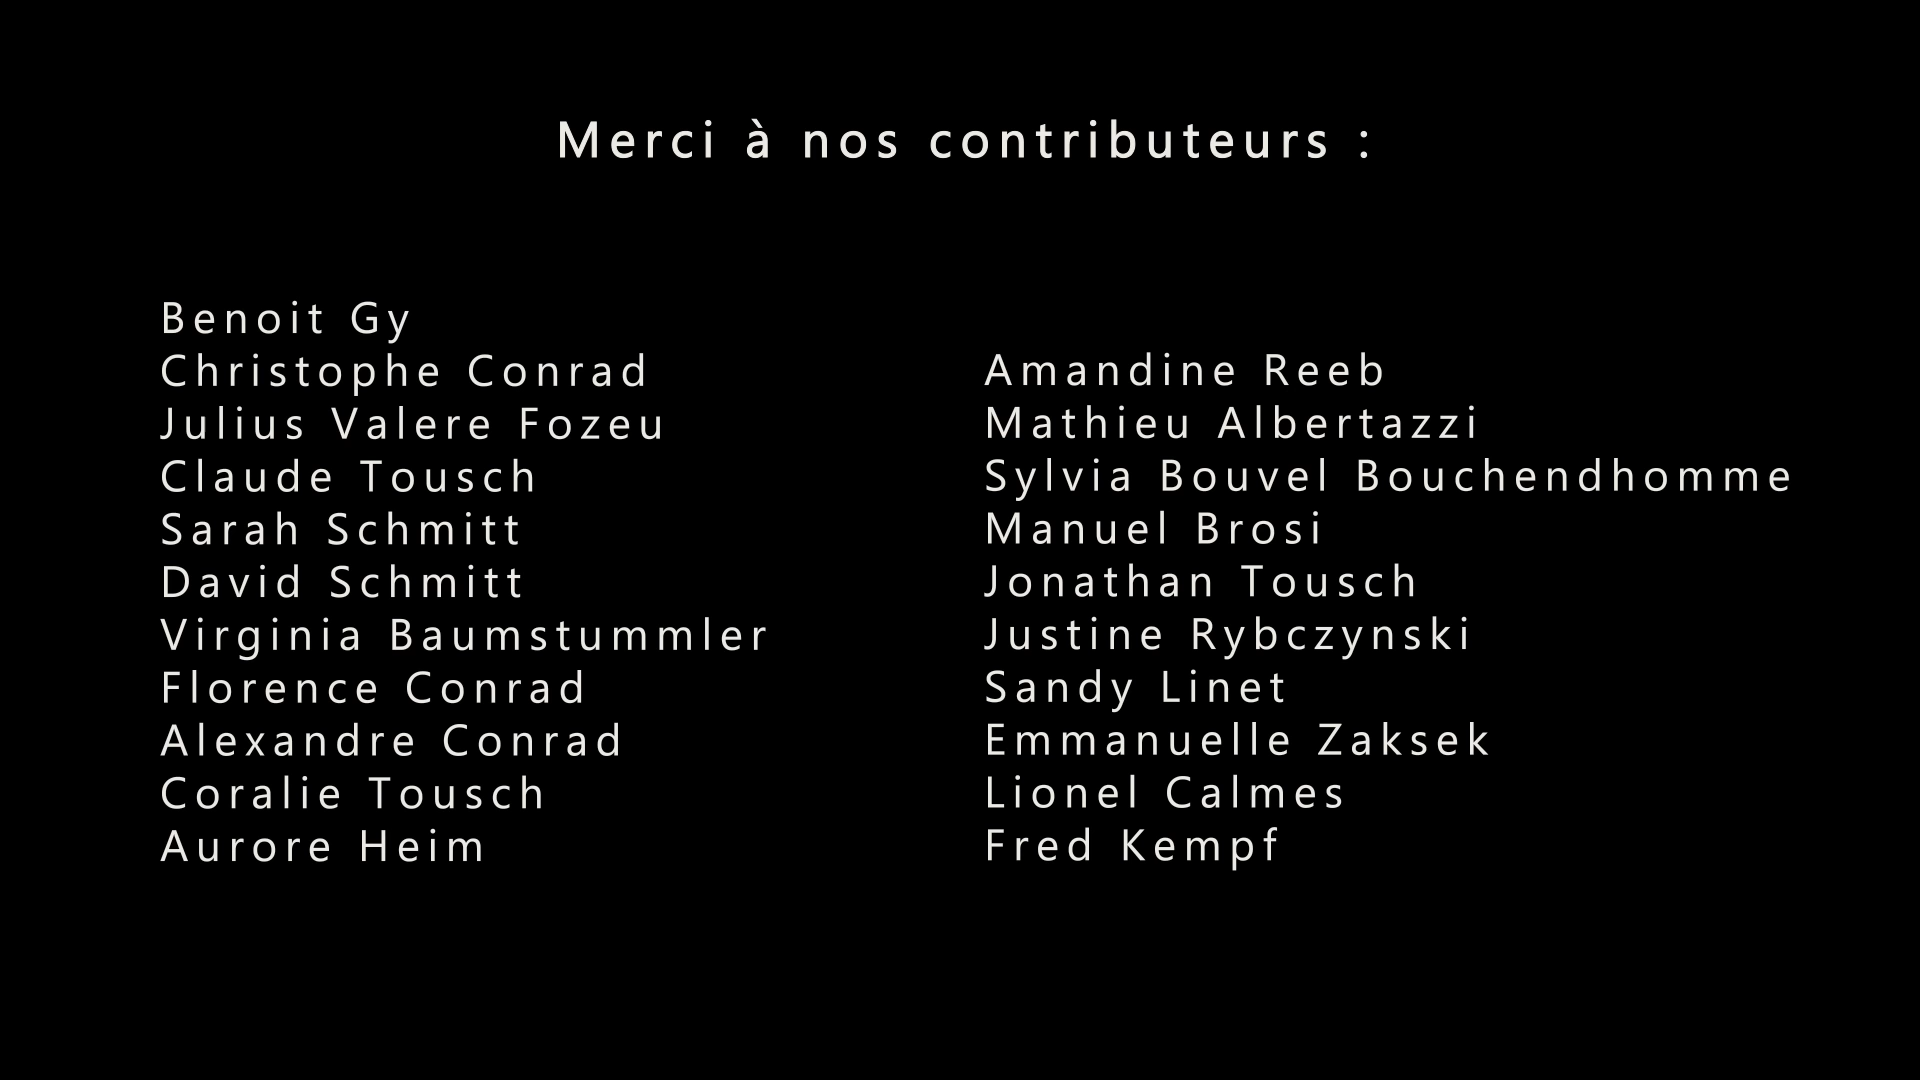 Merci à nos contributeurs :
Benoit Gy
Christophe Conrad
Julius Valere Fozeu
Claude Tousch
Sarah Schmitt
David Schmitt
Virginia Baumstummler
Florence Conrad
Alexandre Conrad
Coralie Tousch
Aurore Heim
Amandine Reeb
Mathieu Albertazzi
Sylvia Bouvel Bouchendhomme
Manuel Brosi
Jonathan Tousch
Justine Rybczynski
Sandy Linet
Emmanuelle Zaksek
Lionel Calmes
Fred Kempf